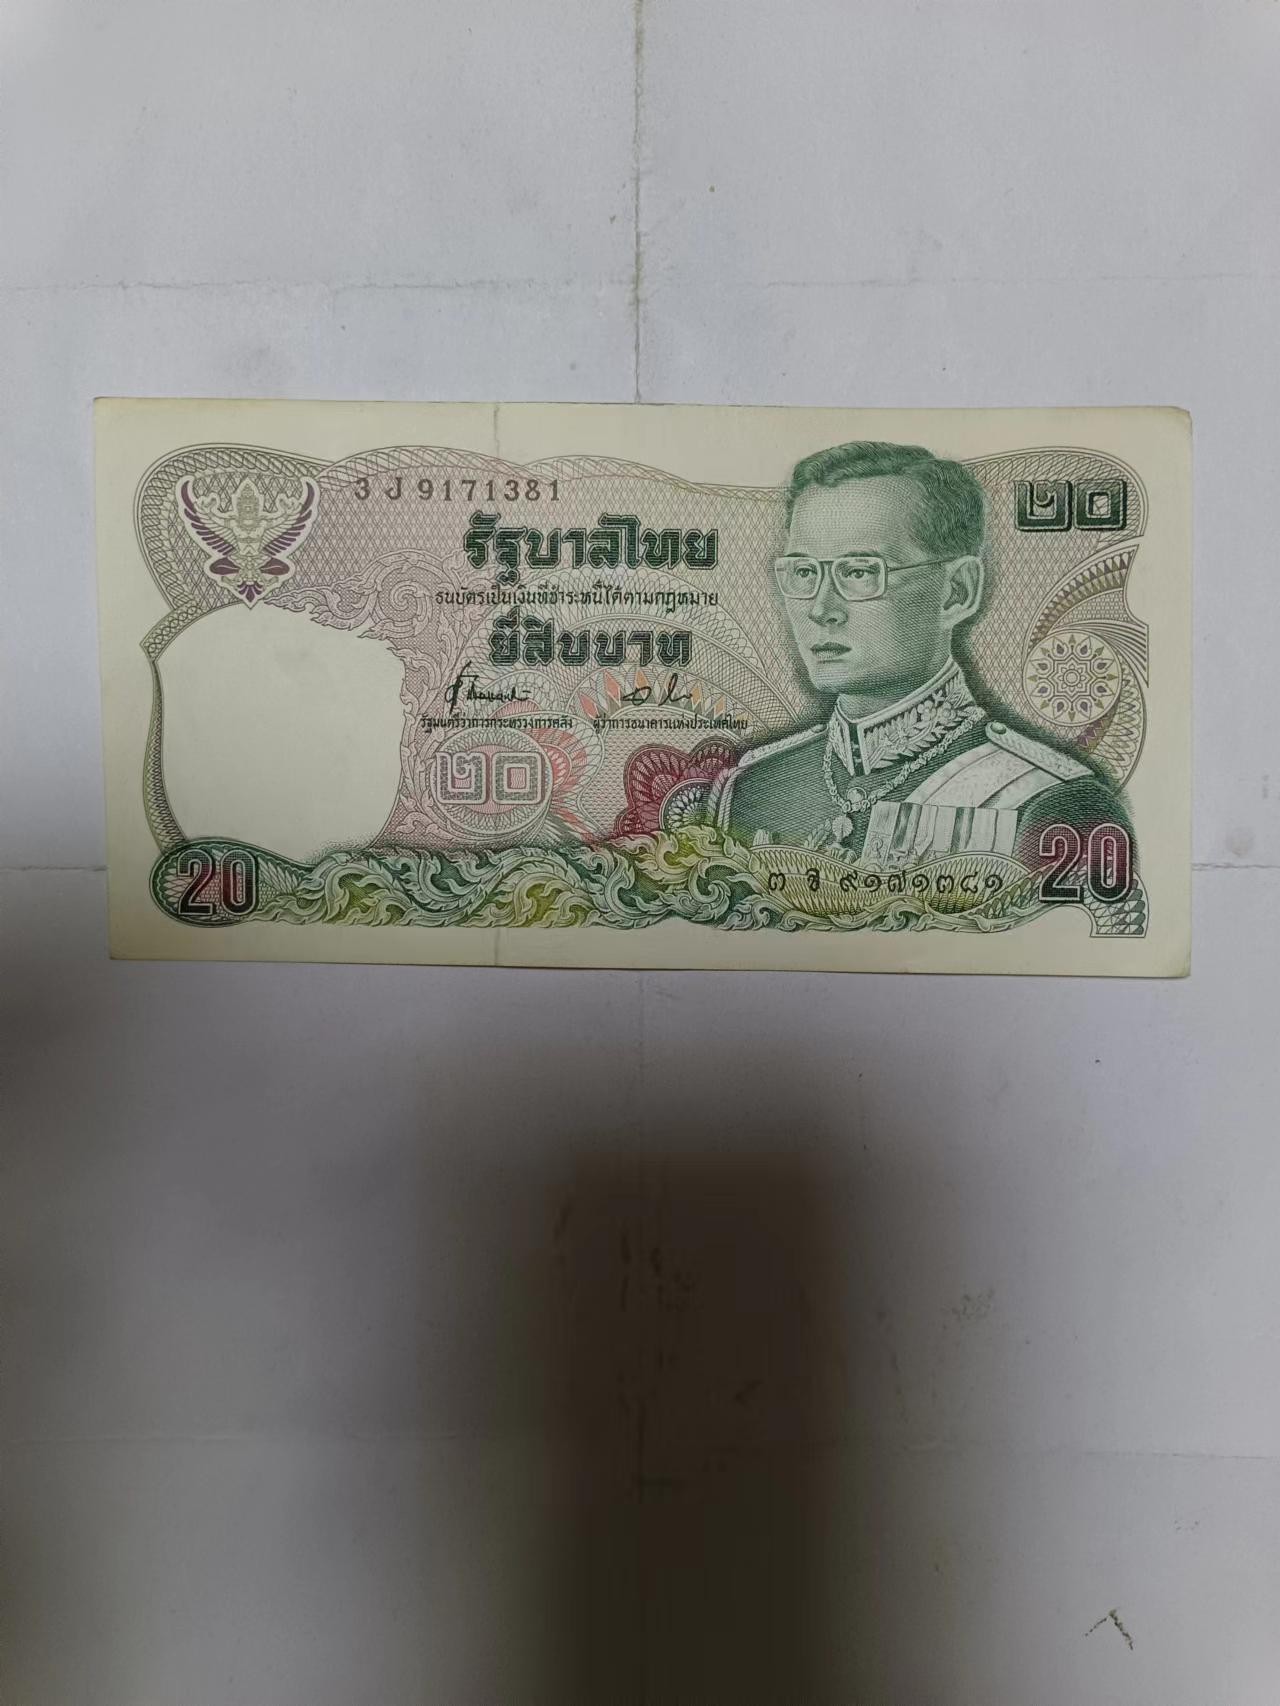 3 J 9171381
๒๐
รัฐบาลไทย
ธนบัตรเป็นเงินที่ชำระหนี้ได้ตามกฎหมาย
ยี่สิบบาท
รัฐมนตรีว่าการกระทรวงการคลัง ผู้ว่าการธนาคารแห่งประเทศไทย
๒๐
20
๓ จี ๙๑๗๑๓๘๑
20